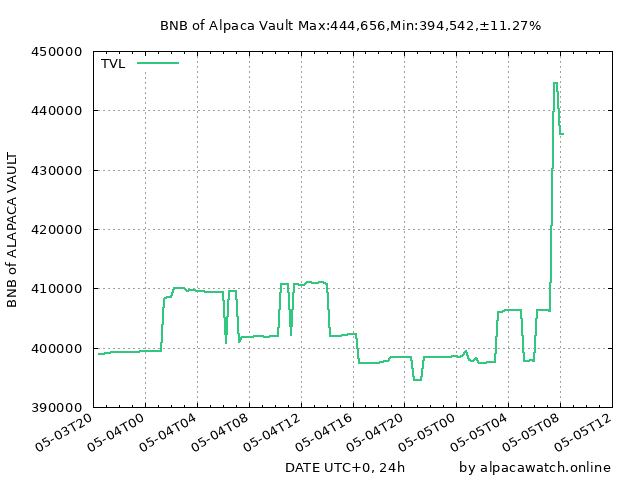 BNB of Alpaca Vault Max:444,656,Min:394,542,±11.27%
450000
TVL
440000
430000
420000
410000
400000
390000
BNB of ALAPACA VAULT
05-03T20
05-04T00
05-04T04
05-04T08
05-04T12
05-04T16
05-04T20
05-05T00
05-05T04
05-05T08
05-05T12
DATE UTC+0, 24h
by alpacawatch.online